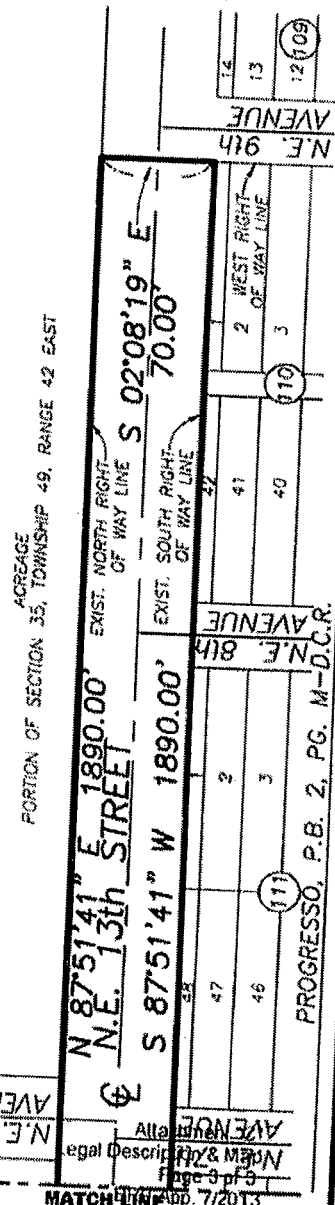 ACREAGE
PORTION OF SECTION 35, TOWNSHIP 49, RANGE 42 EAST
N 87°51'41" E 1890.00'
EXIST. NORTH RIGHT
OF WAY LINE
S 02°08'19" E
70.00'
N.E. 13th STREET
S 87°51'41" W 1890.00'
EXIST. SOUTH RIGHT
OF WAY LINE
WEST RIGHT
OF WAY LINE
N.E. 9th
AVENUE
14
13
12
109
2
3
110
42
41
40
N.E. 8th
AVENUE
2
3
111
48
47
46
AVENUE
N.E.
AVE
PROGRESSO, P.B. 2, PG. M-D.C.R.
Legal Description & Map
Page 3 of 3
App. 7/2013
MATCH LINE